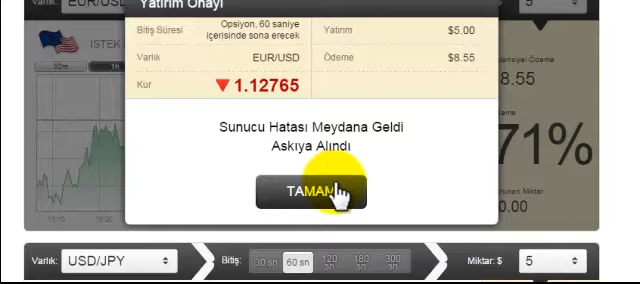 Varlık: EUR/USD
5
Yatırım Onayı
Bitiş Süresi
Opsiyon, 60 saniye
içerisinde sona erecek
Yatırım
$5.00
Varlık
EUR/USD
Ödeme
$8.55
Kur
▼1.12765
Sunucu Hatası Meydana Geldi
Askıya Alındı
TAMAM
İSTEK
30m
1h
8.55
71%
0.00
Varlık: USD/JPY
Bitiş:
30 sn
60 sn
120 sn
180 sn
300 sn
Miktar: $
5